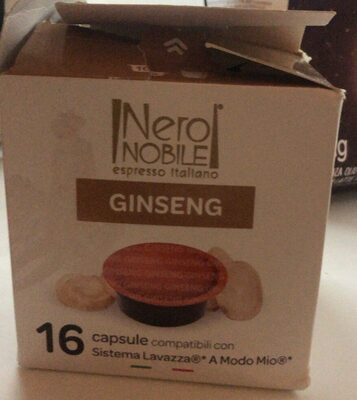 Nero
NOBILE
espresso italiano
GINSENG
16 capsule compatibili con
Sistema Lavazza®* A Modo Mio®*